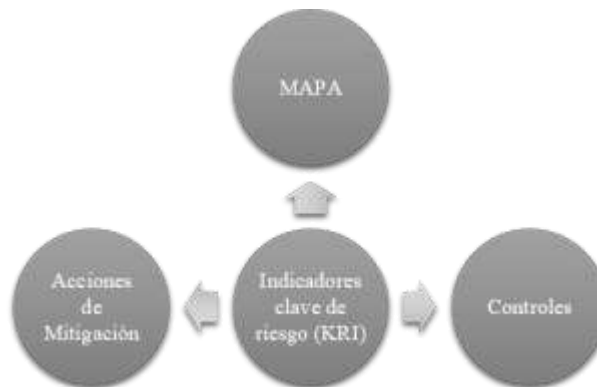 MAPA
Acciones
de
Mitigación
Indicadores
clave de
riesgo (KRI)
Controles